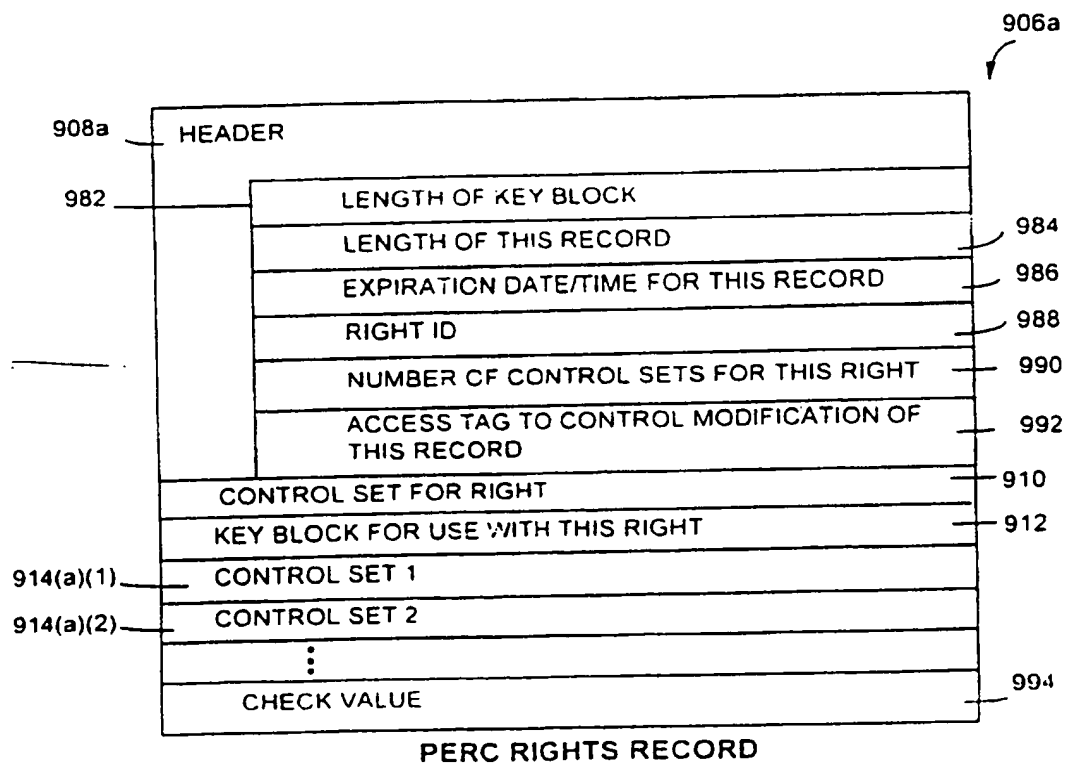 906a
908a
HEADER
982
LENGTH OF KEY BLOCK
LENGTH OF THIS RECORD
984
EXPIRATION DATE/TIME FOR THIS RECORD
986
RIGHT ID
988
NUMBER OF CONTROL SETS FOR THIS RIGHT
990
ACCESS TAG TO CONTROL MODIFICATION OF
THIS RECORD
992
CONTROL SET FOR RIGHT
910
KEY BLOCK FOR USE WITH THIS RIGHT
912
914(a)(1)
CONTROL SET 1
914(a)(2)
CONTROL SET 2
CHECK VALUE
994
PERC RIGHTS RECORD